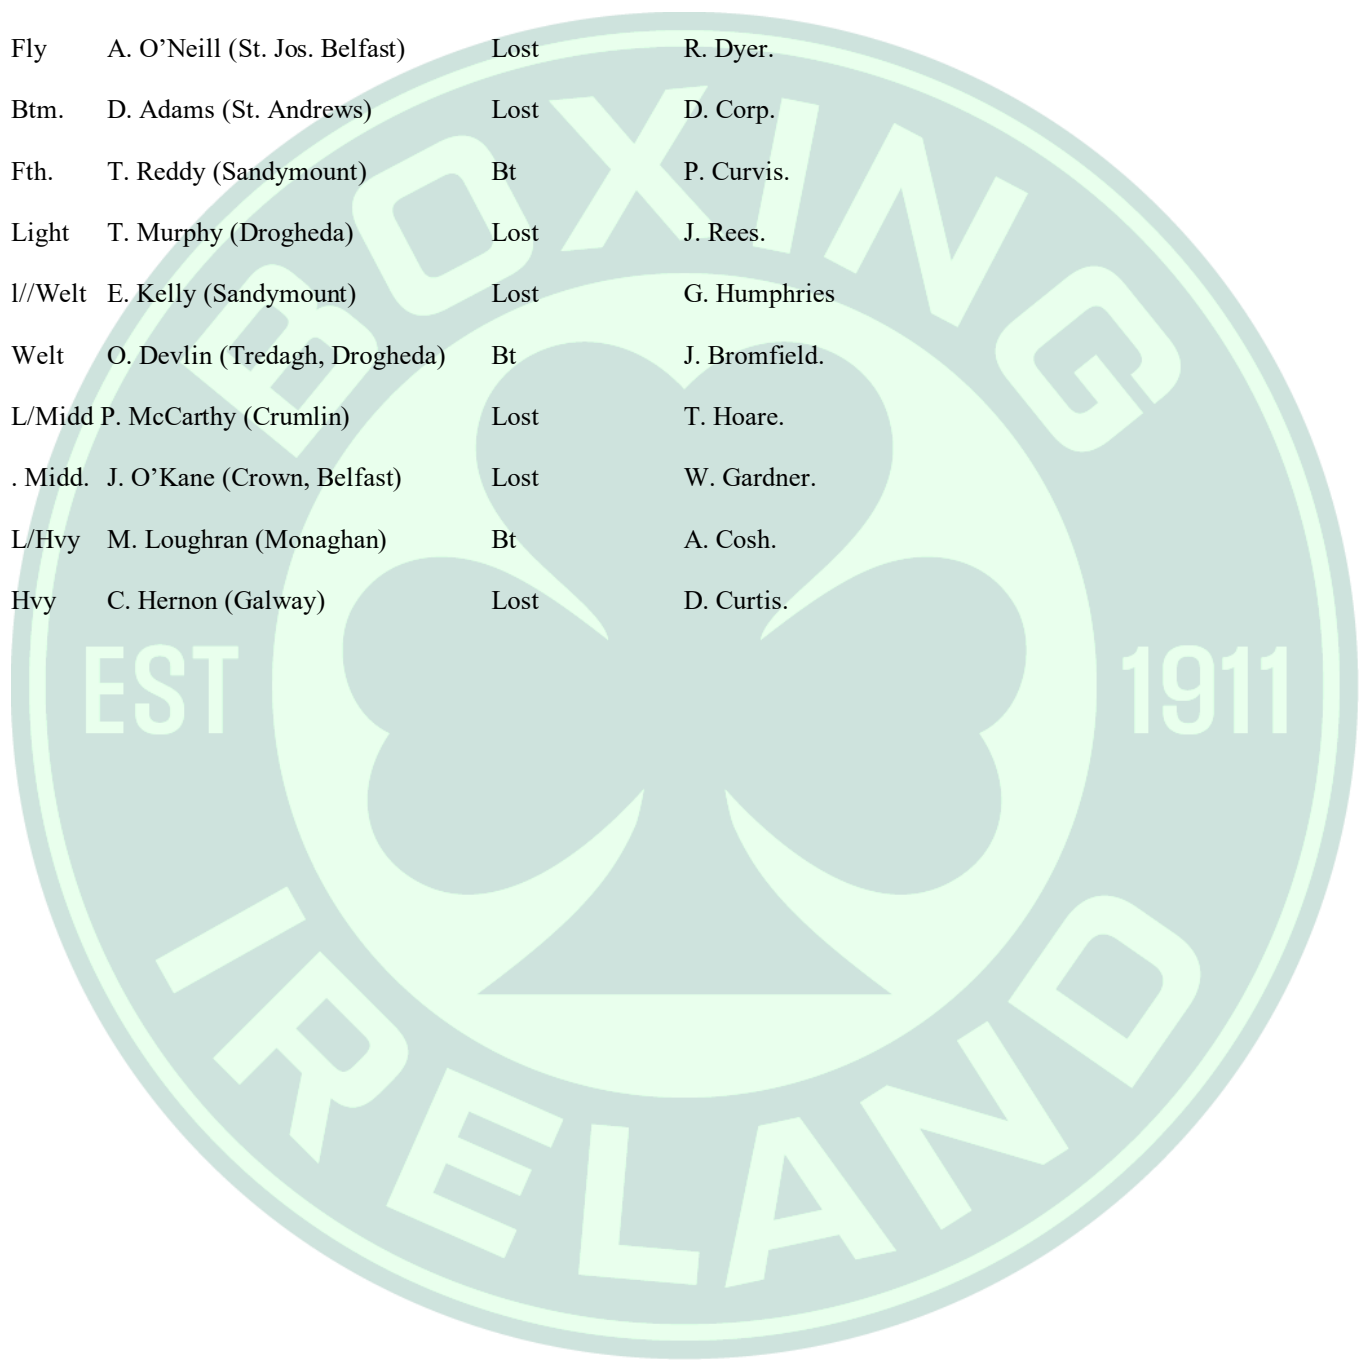 Fly A. O’Neill (St. Jos. Belfast) Lost R. Dyer.
Btm. D. Adams (St. Andrews) Lost D. Corp.
Fth. T. Reddy (Sandymount) Bt P. Curvis.
Light T. Murphy (Drogheda) Lost J. Rees.
l//Welt E. Kelly (Sandymount) Lost G. Humphries
Welt O. Devlin (Tredagh, Drogheda) Bt J. Bromfield.
L/Midd P. McCarthy (Crumlin) Lost T. Hoare.
. Midd. J. O’Kane (Crown, Belfast) Lost W. Gardner.
L/Hvy M. Loughran (Monaghan) Bt A. Cosh.
Hvy C. Hernon (Galway) Lost D. Curtis.
BOXING
EST 1911
IRELAND